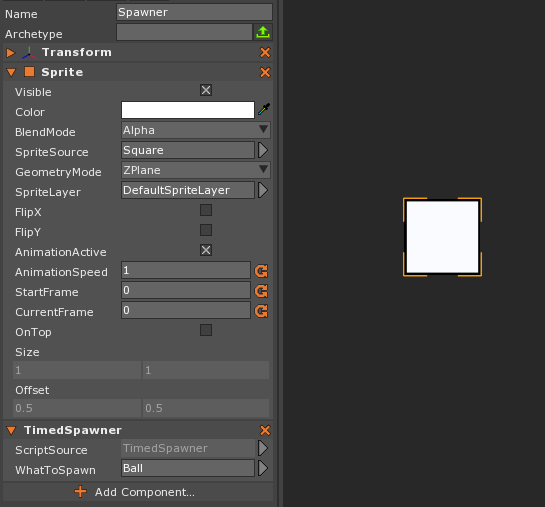 Name Spawner
Archetype
Transform
Sprite
Visible
Color
BlendMode Alpha
SpriteSource Square
GeometryMode ZPlane
SpriteLayer DefaultSpriteLayer
FlipX
FlipY
AnimationActive
AnimationSpeed 1
StartFrame 0
CurrentFrame 0
OnTop
Size
1 1
Offset
0.5 0.5
TimedSpawner
ScriptSource TimedSpawner
WhatToSpawn Ball
Add Component...